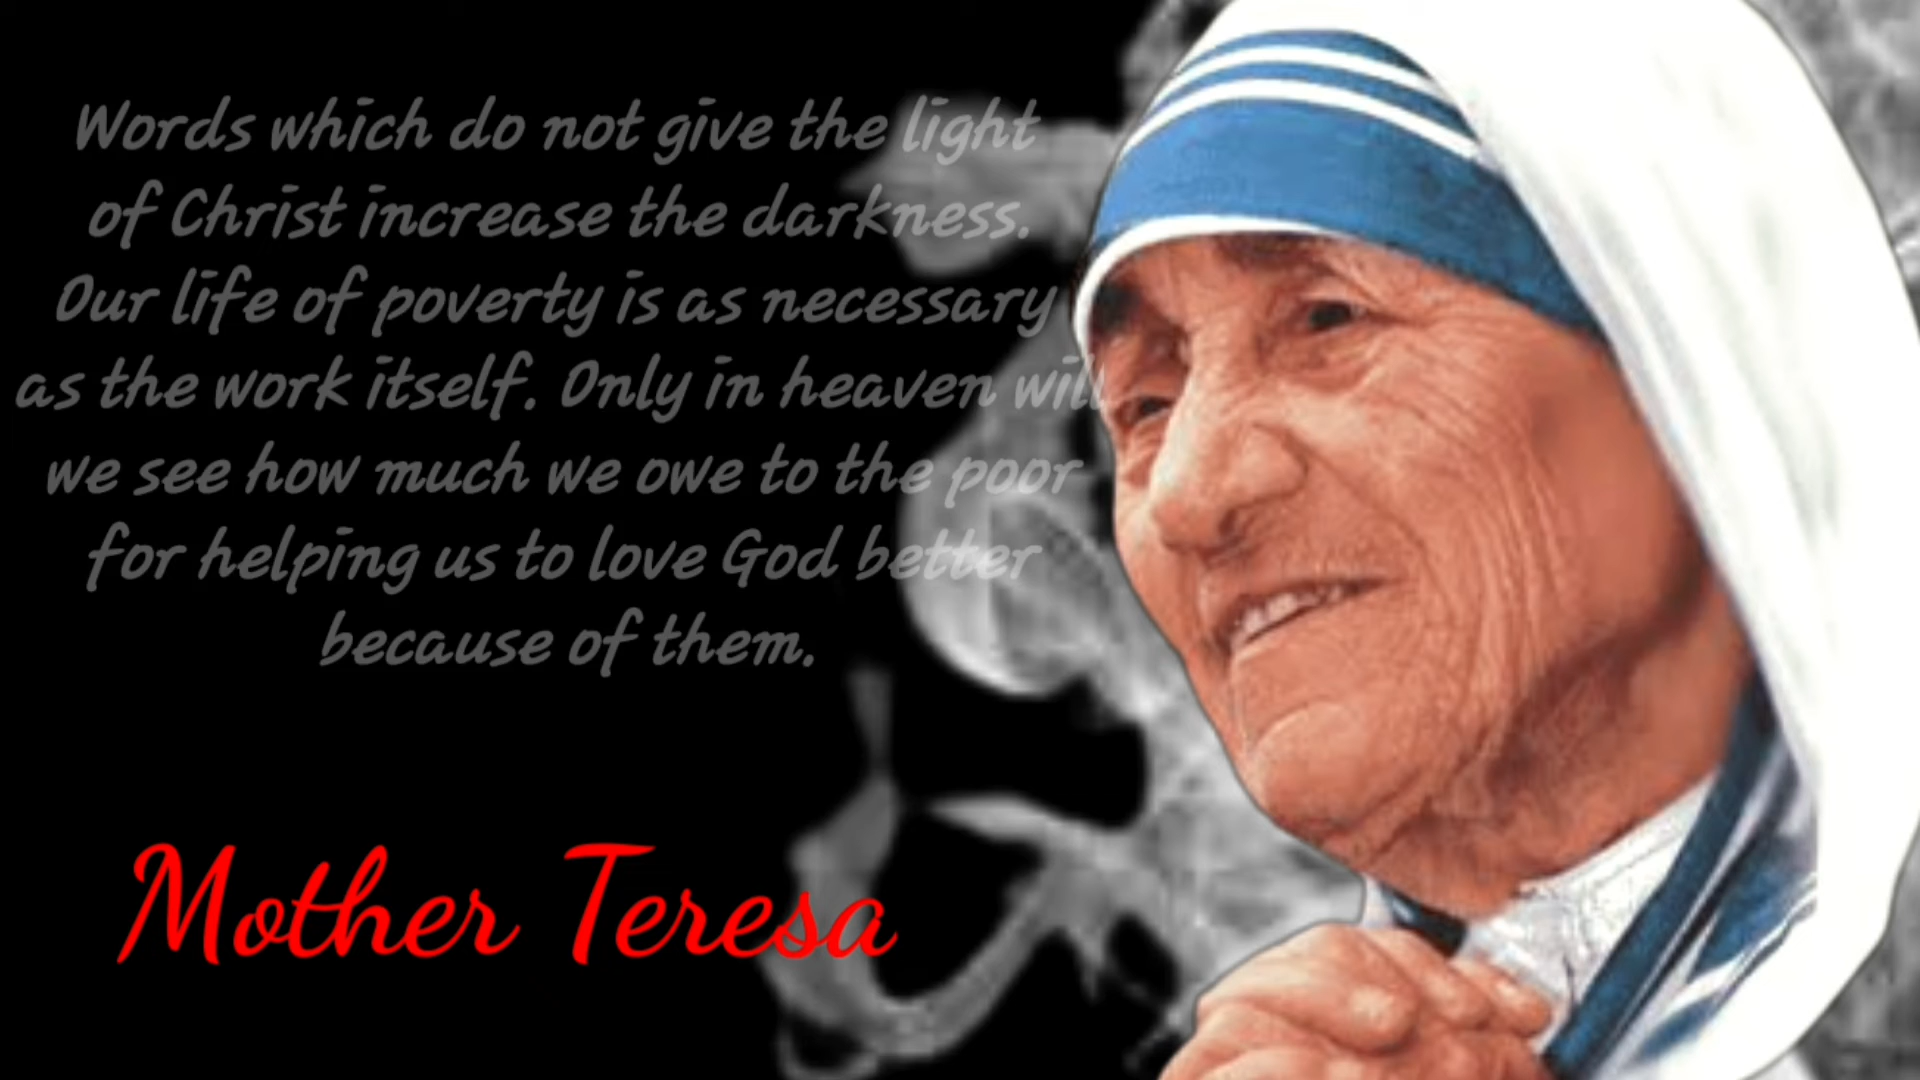 Words which do not give the light
of Christ increase the darkness.
Our life of poverty is as necessary
as the work itself. Only in heaven will
we see how much we owe to the poor
for helping us to love God better
because of them.
Mother Teresa